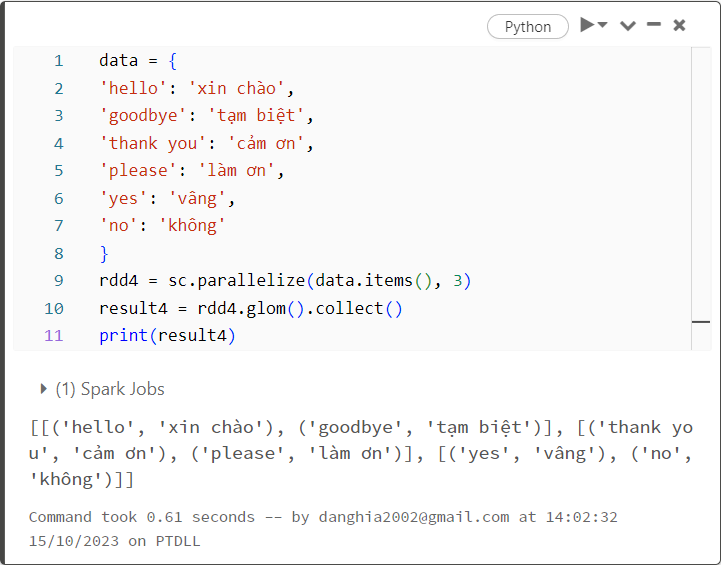 Python
1 data = {
2 'hello': 'xin chào',
3 'goodbye': 'tạm biệt',
4 'thank you': 'cảm ơn',
5 'please': 'làm ơn',
6 'yes': 'vâng',
7 'no': 'không'
8 }
9 rdd4 = sc.parallelize(data.items(), 3)
10 result4 = rdd4.glom().collect()
11 print(result4)
(1) Spark Jobs
[[('hello', 'xin chào'), ('goodbye', 'tạm biệt')], [('thank yo
u', 'cảm ơn'), ('please', 'làm ơn')], [('yes', 'vâng'), ('no',
'không')]]
Command took 0.61 seconds -- by danghia2002@gmail.com at 14:02:32
15/10/2023 on PTDLL